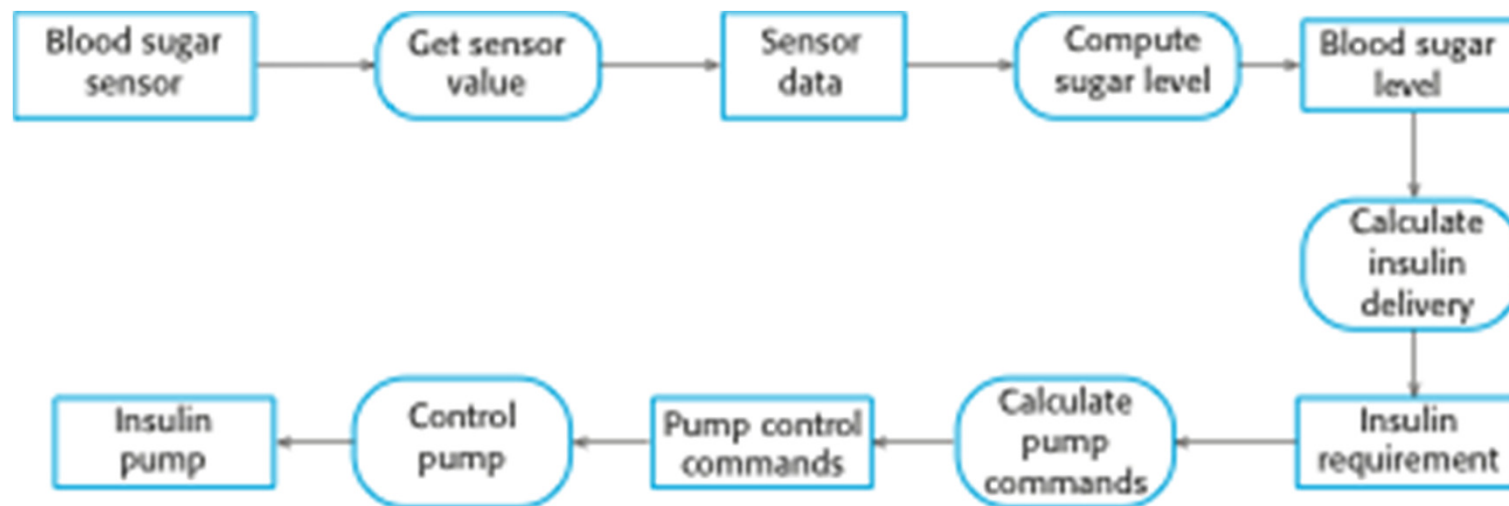 Blood sugar
sensor
Get sensor
value
Sensor
data
Compute
sugar level
Blood sugar
level
Calculate
insulin
delivery
Insulin
requirement
Calculate
pump
commands
Pump control
commands
Control
pump
Insulin
pump